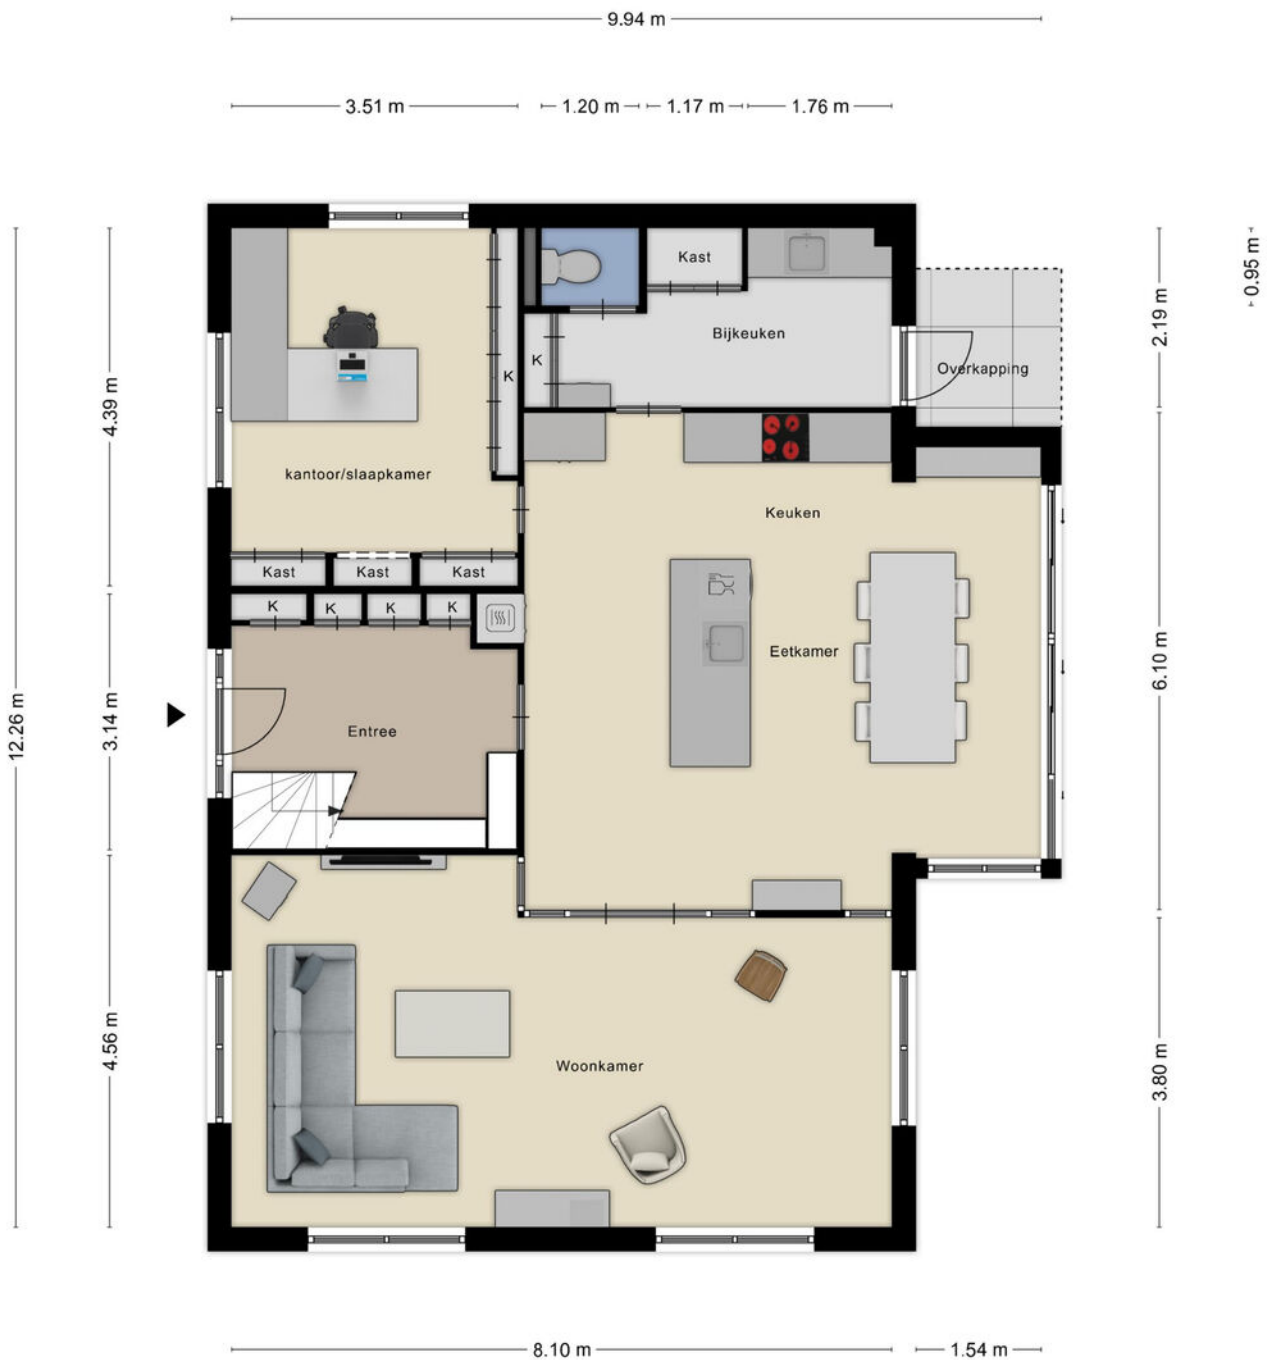 9.94 m
3.51 m
1.20 m
1.17 m
1.76 m
0.95 m
2.19 m
Kast
Bijkeuken
K
K
Overkapping
4.39 m
kantoor/slaapkamer
Keuken
Kast
Kast
Kast
K
K
K
K
Eetkamer
6.10 m
12.26 m
3.14 m
Entree
4.56 m
Woonkamer
3.80 m
8.10 m
1.54 m